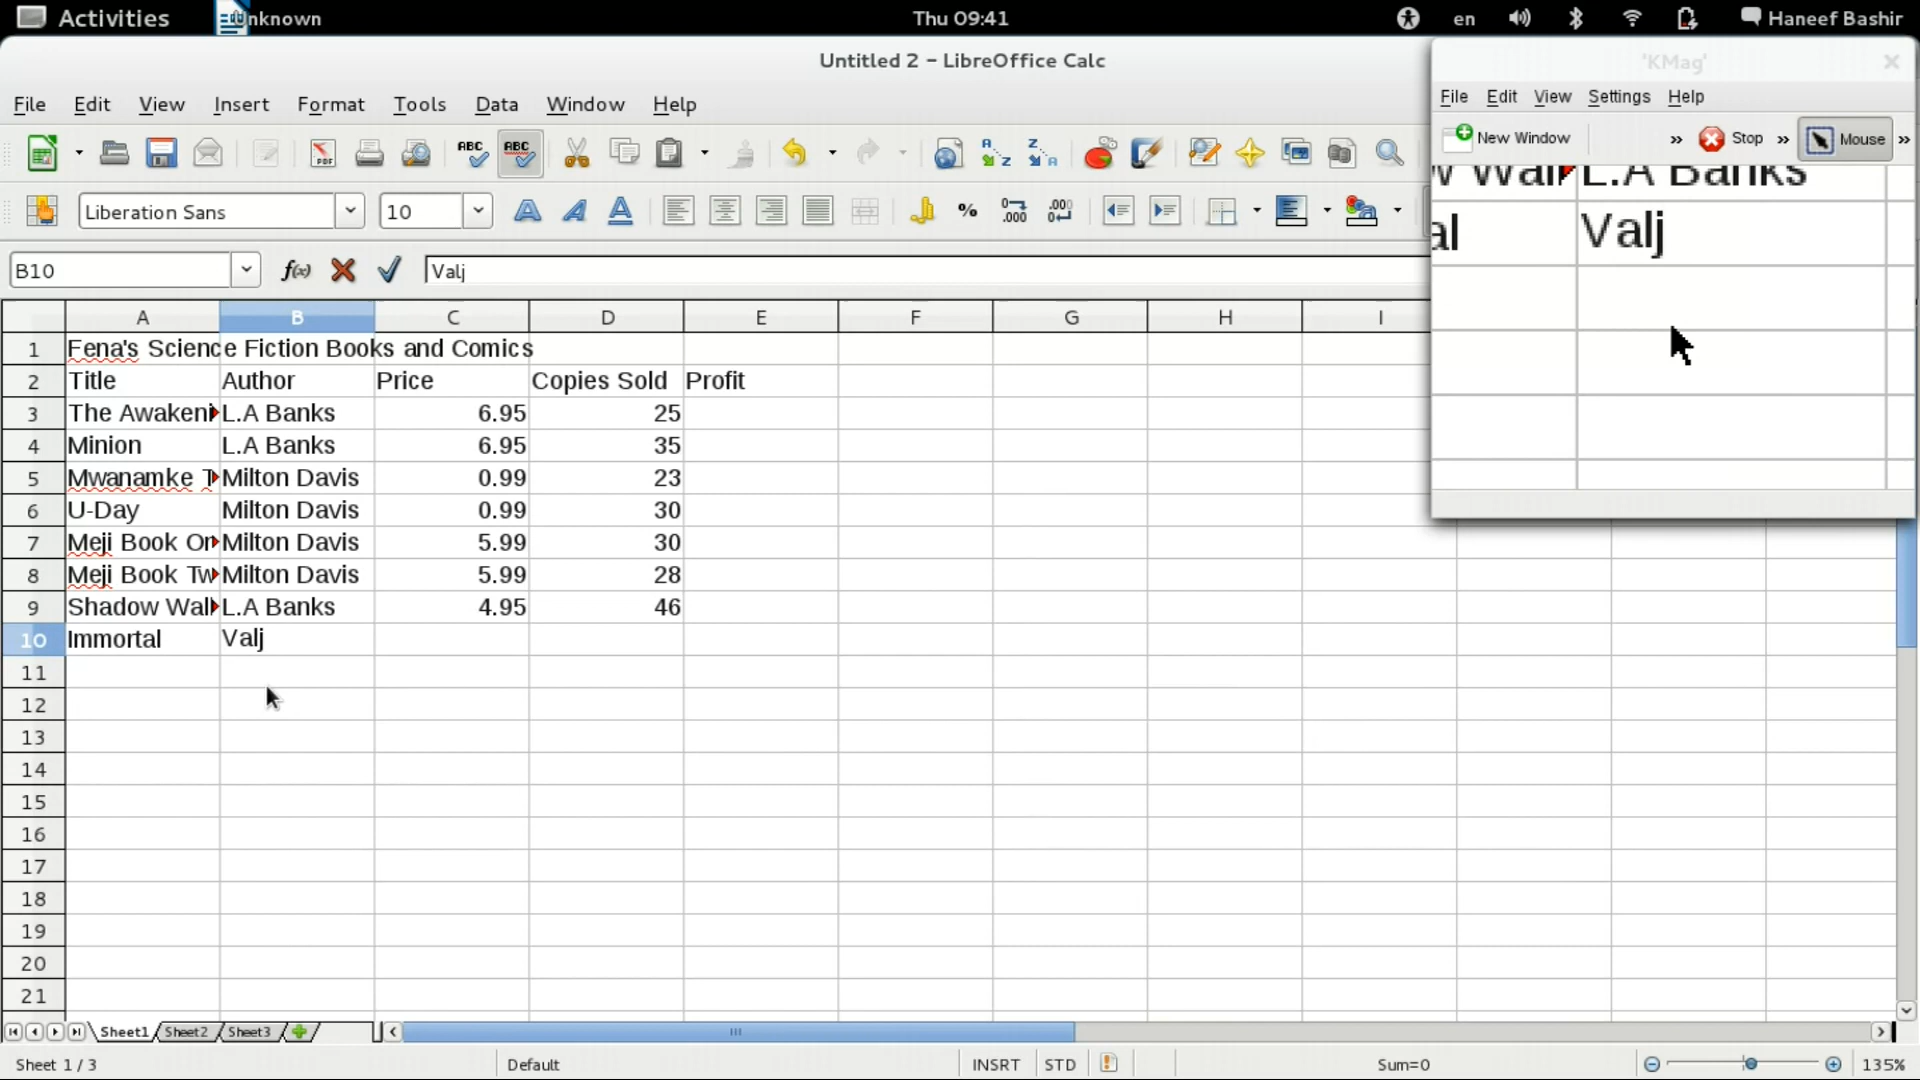 Activities Unknown Thu 09:41 en Haneef Bashir
Untitled 2 - LibreOffice Calc
File Edit View Insert Format Tools Data Window Help
Liberation Sans 10
B10 f(x) Valj
A B C D E F G H I
1 Fena's Science Fiction Books and Comics
2 Title Author Price Copies Sold Profit
3 The Awakeni L.A Banks 6.95 25
4 Minion L.A Banks 6.95 35
5 Mwanamke T Milton Davis 0.99 23
6 U-Day Milton Davis 0.99 30
7 Meji Book On Milton Davis 5.99 30
8 Meji Book Tw Milton Davis 5.99 28
9 Shadow Wall L.A Banks 4.95 46
10 Immortal Valj
11
12
13
14
15
16
17
18
19
20
21
'KMag'
File Edit View Settings Help
New Window » Stop » Mouse »
w Wall L.A Banks
al Valj
Sheet1 Sheet2 Sheet3
Sheet 1 / 3 Default INSRT STD Sum=0 135%